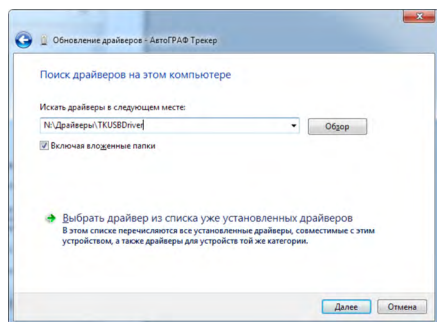 Обновление драйверов - АвтоГРАФ Трекер
Поиск драйверов на этом компьютере
Искать драйверы в следующем месте:
N:\Драйверы\TKUSBDriver
Обзор
Включая вложенные папки
Выбрать драйвер из списка уже установленных драйверов
В этом списке перечисляются все установленные драйверы, совместимые с этим
устройством, а также драйверы для устройств той же категории.
Далее
Отмена